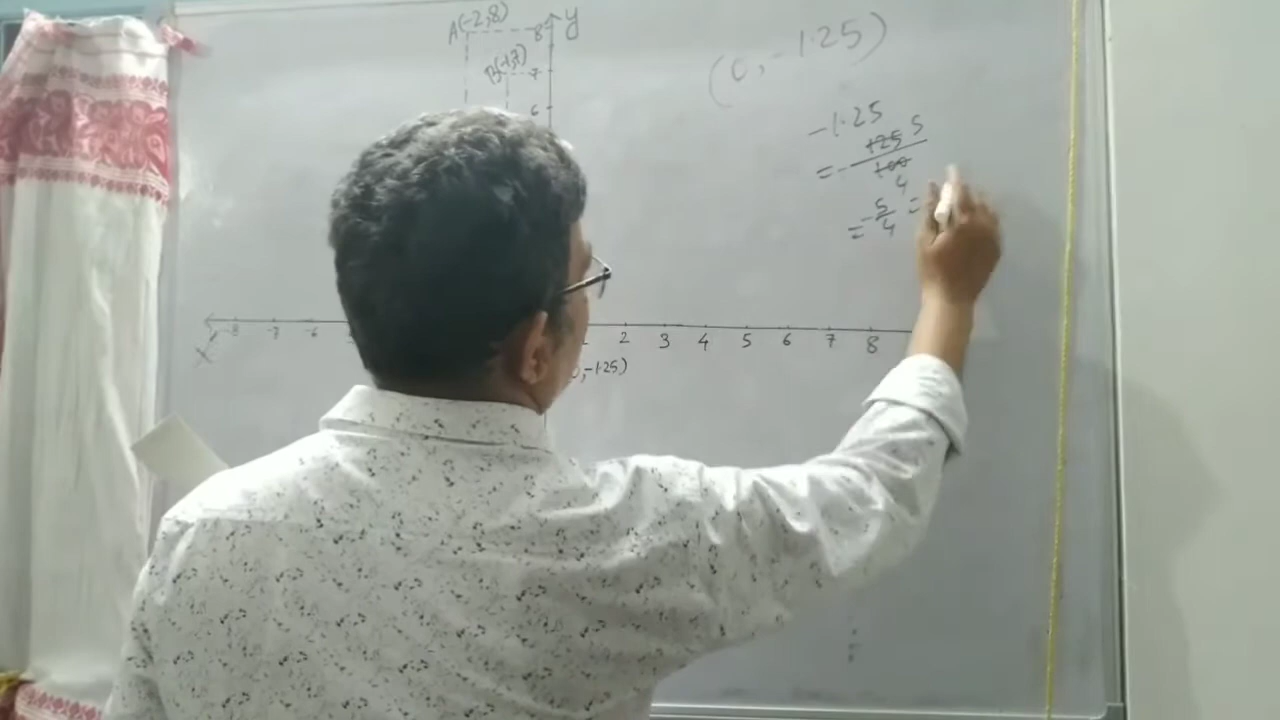 A(-2,8)
8
y
B(-1,7)
7
6
(0,-1.25)
-1.25
= - 125 5
100
4
= -5/4 =
-8 -7 -6
2 3 4 5 6 7 8
X'
,-1.25)